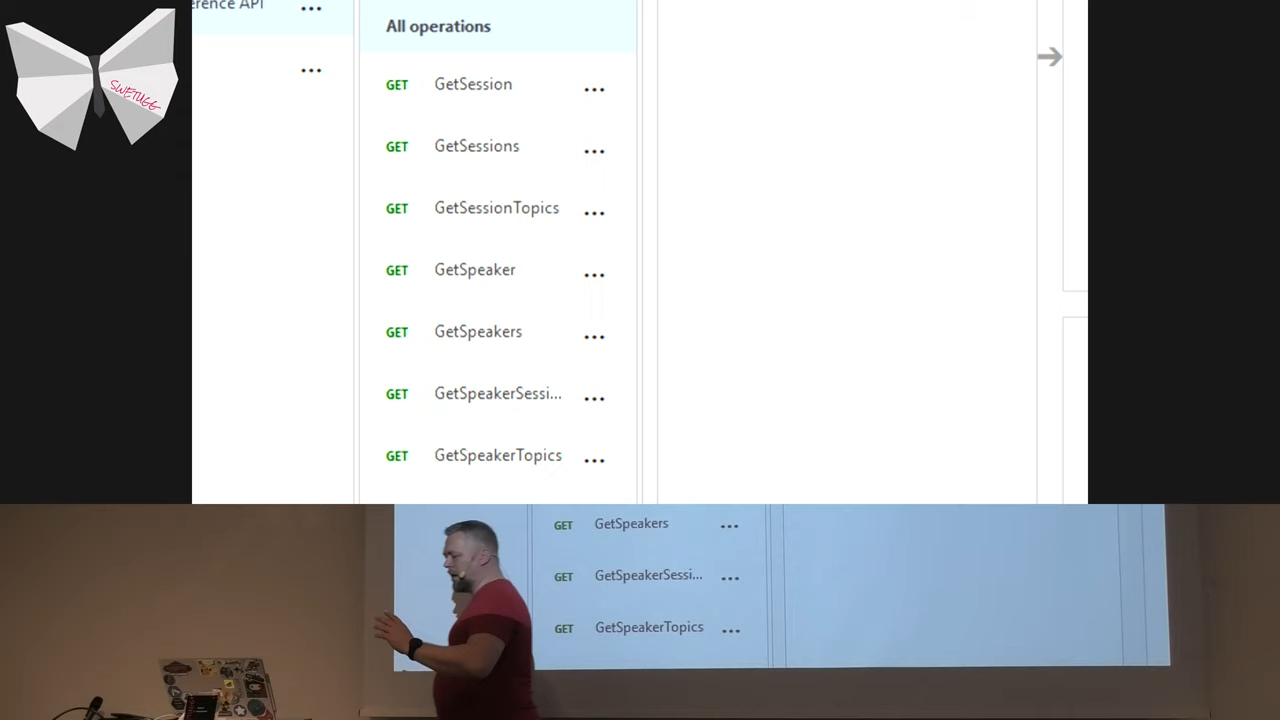 SWETUGG
erence API
...
...
All operations
GET GetSession ...
GET GetSessions ...
GET GetSessionTopics ...
GET GetSpeaker ...
GET GetSpeakers ...
GET GetSpeakerSessi... ...
GET GetSpeakerTopics ...
GET GetSpeakers ...
GET GetSpeakerSessi... ...
GET GetSpeakerTopics ...